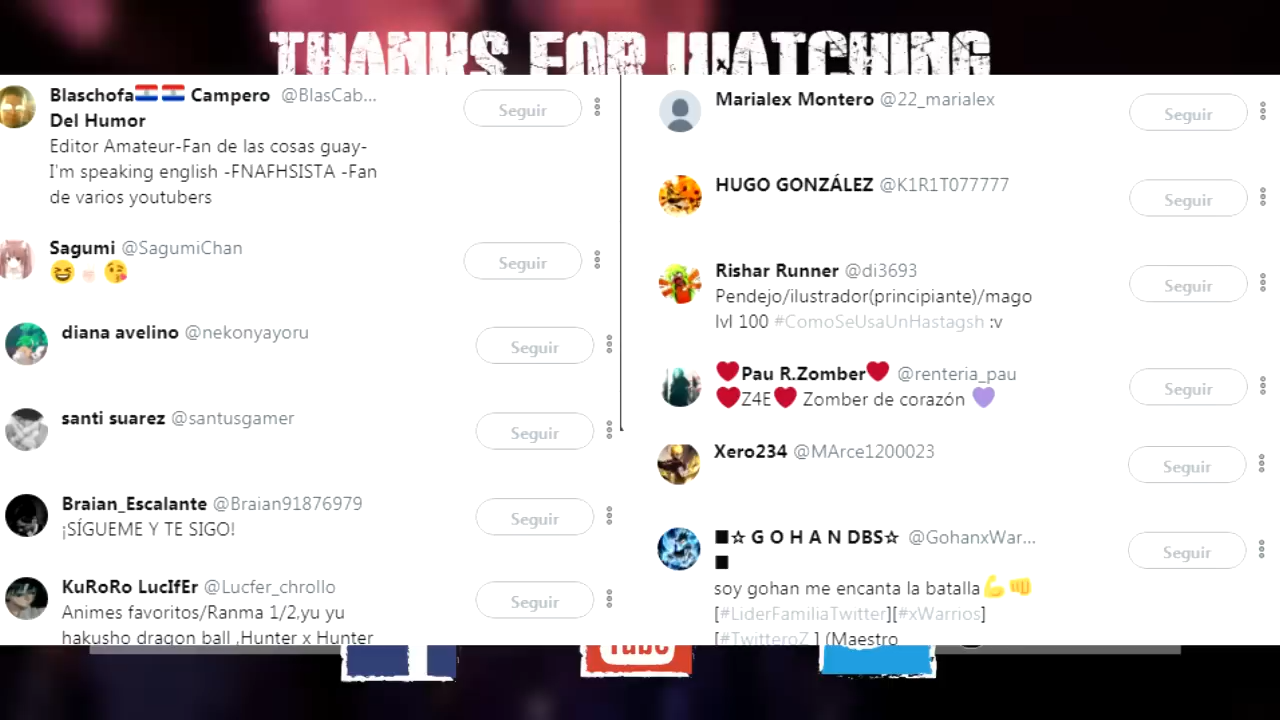 THANKS FOR WATCHING
Blaschofa🇵🇾🇵🇾 Campero @BlasCab...
Del Humor
Seguir
Editor Amateur-Fan de las cosas guay-
I'm speaking english -FNAFHSISTA -Fan
de varios youtubers
Sagumi @SagumiChan
Seguir
diana avelino @nekonyayoru
Seguir
santi suarez @santusgamer
Seguir
Braian_Escalante @Braian91876979
Seguir
¡SÍGUEME Y TE SIGO!
KuRoRo LucIfEr @Lucfer_chrollo
Seguir
Animes favoritos/Ranma 1/2,yu yu
hakusho dragon ball ,Hunter x Hunter
Marialex Montero @22_marialex
Seguir
HUGO GONZÁLEZ @K1R1T077777
Seguir
Rishar Runner @di3693
Seguir
Pendejo/ilustrador(principiante)/mago
lvl 100 #ComoSeUsaUnHastagsh :v
❤Pau R.Zomber❤ @renteria_pau
Seguir
❤Z4E❤ Zomber de corazón 💜
Xero234 @MArce1200023
Seguir
■☆ G O H A N DBS☆ @GohanxWar...
■
Seguir
soy gohan me encanta la batalla💪👊
[#LiderFamiliaTwitter][#xWarrios]
[#TwitteroZ ] (Maestro
Tube